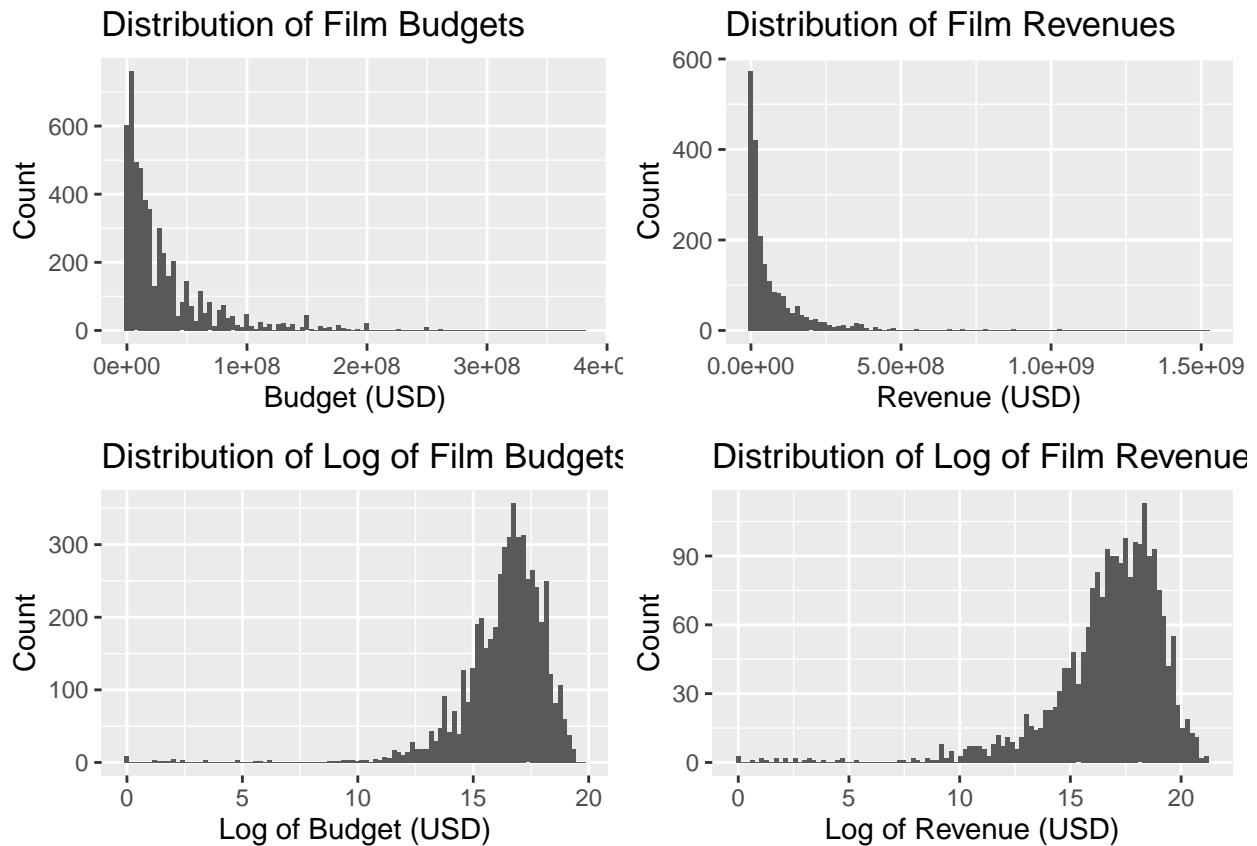 Distribution of Film Budgets
600
400
200
0
Count
0e+00 1e+08 2e+08 3e+08 4e+0
Budget (USD)
Distribution of Film Revenues
600
400
200
0
Count
0.0e+00 5.0e+08 1.0e+09 1.5e+09
Revenue (USD)
Distribution of Log of Film Budgets
300
200
100
0
Count
0 5 10 15 20
Log of Budget (USD)
Distribution of Log of Film Revenue
90
60
30
0
Count
0 5 10 15 20
Log of Revenue (USD)